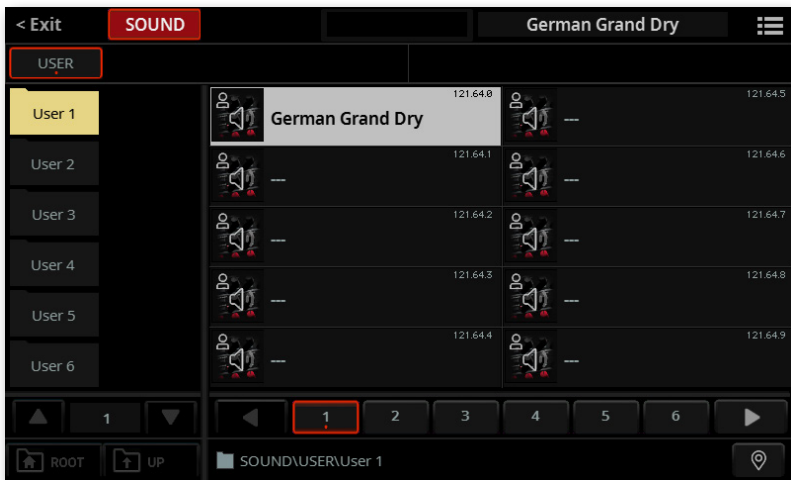 < Exit SOUND German Grand Dry
USER
User 1
User 2
User 3
User 4
User 5
User 6
German Grand Dry 121.64.0
--- 121.64.1
--- 121.64.2
--- 121.64.3
--- 121.64.4
--- 121.64.5
--- 121.64.6
--- 121.64.7
--- 121.64.8
--- 121.64.9
1
1 2 3 4 5 6
ROOT UP
SOUND\USER\User 1